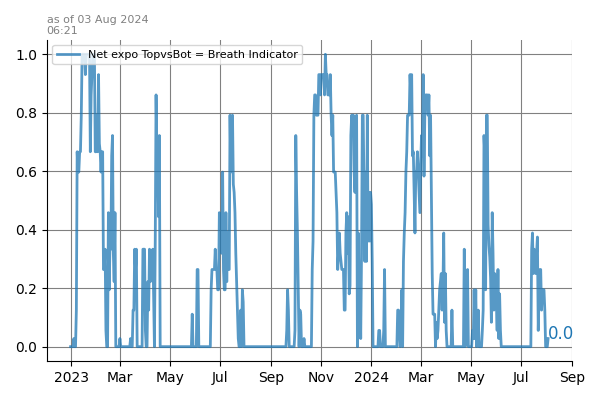 as of 03 Aug 2024
06:21
Net expo TopvsBot = Breath Indicator
1.0
0.8
0.6
0.4
0.2
0.0
0.0
2023 Mar May Jul Sep Nov 2024 Mar May Jul Sep